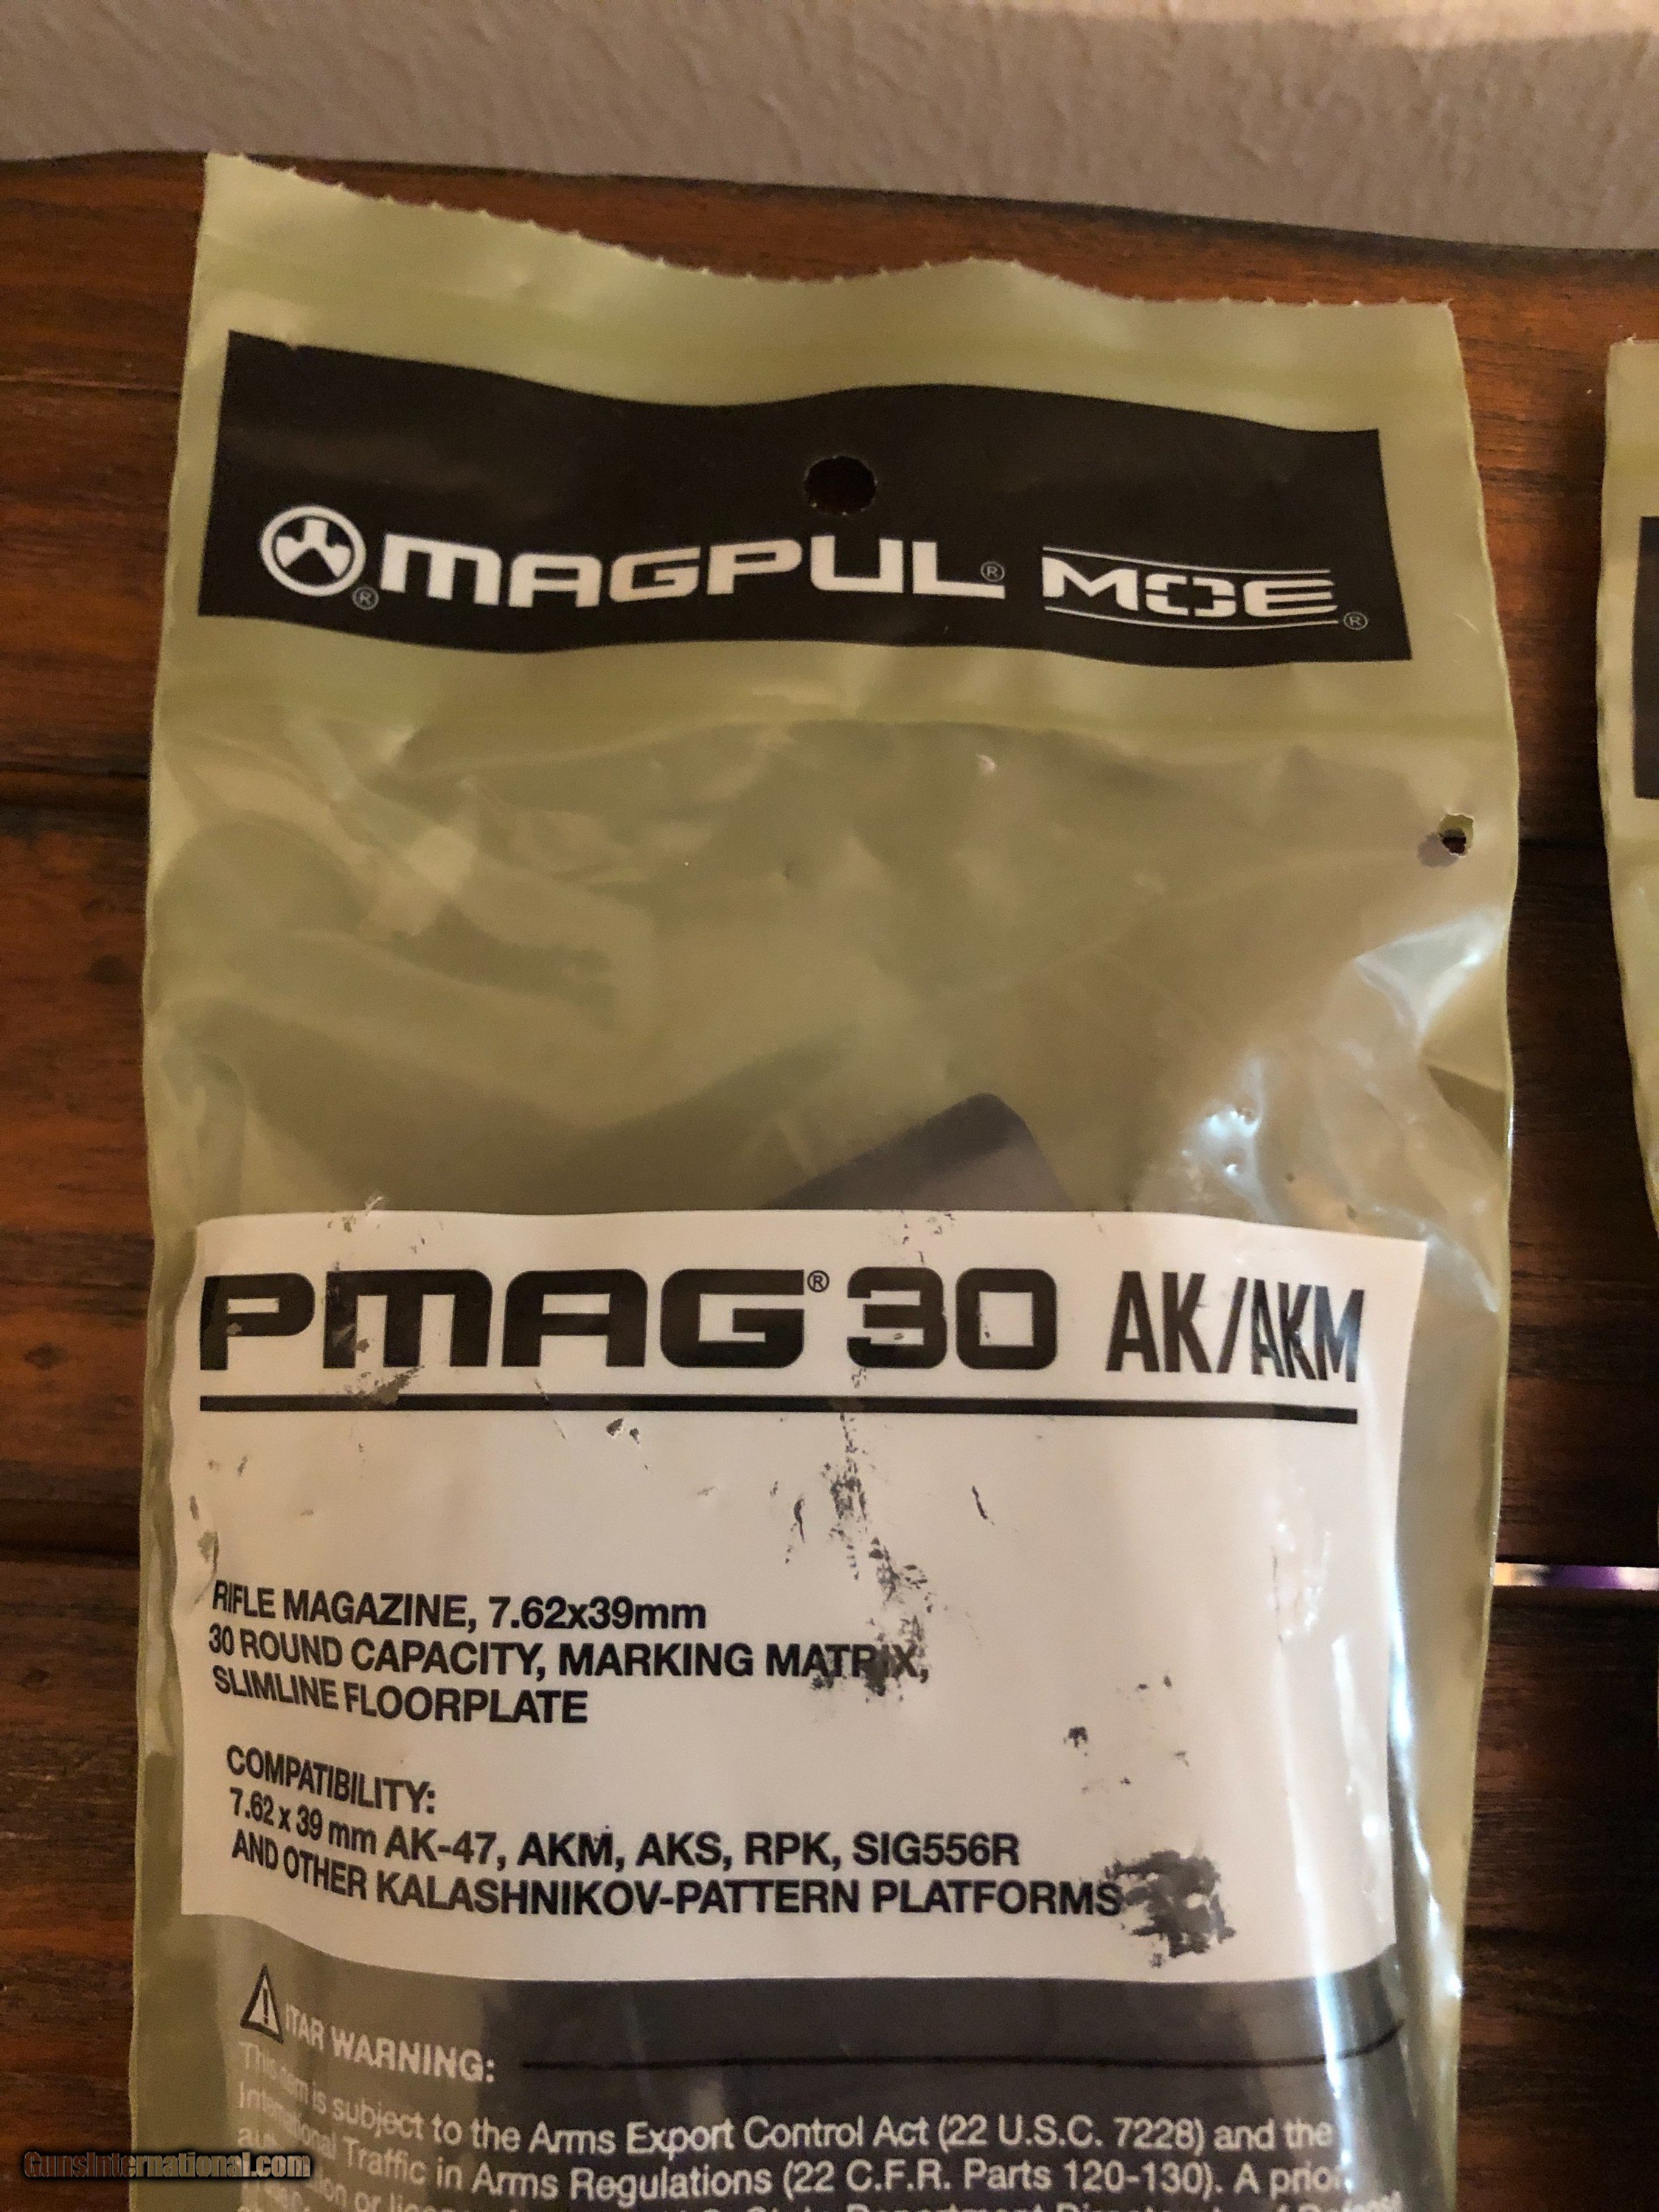 MAGPUL® MOE®
PMAG® 30 AK/AKM
RIFLE MAGAZINE, 7.62x39mm
30 ROUND CAPACITY, MARKING MATRIX,
SLIMLINE FLOORPLATE
COMPATIBILITY:
7.62 x 39 mm AK-47, AKM, AKS, RPK, SIG556R
AND OTHER KALASHNIKOV-PATTERN PLATFORMS
ITAR WARNING:
This item is subject to the Arms Export Control Act (22 U.S.C. 7228) and the
International Traffic in Arms Regulations (22 C.F.R. Parts 120-130). A prior
or
GunsInternational.com